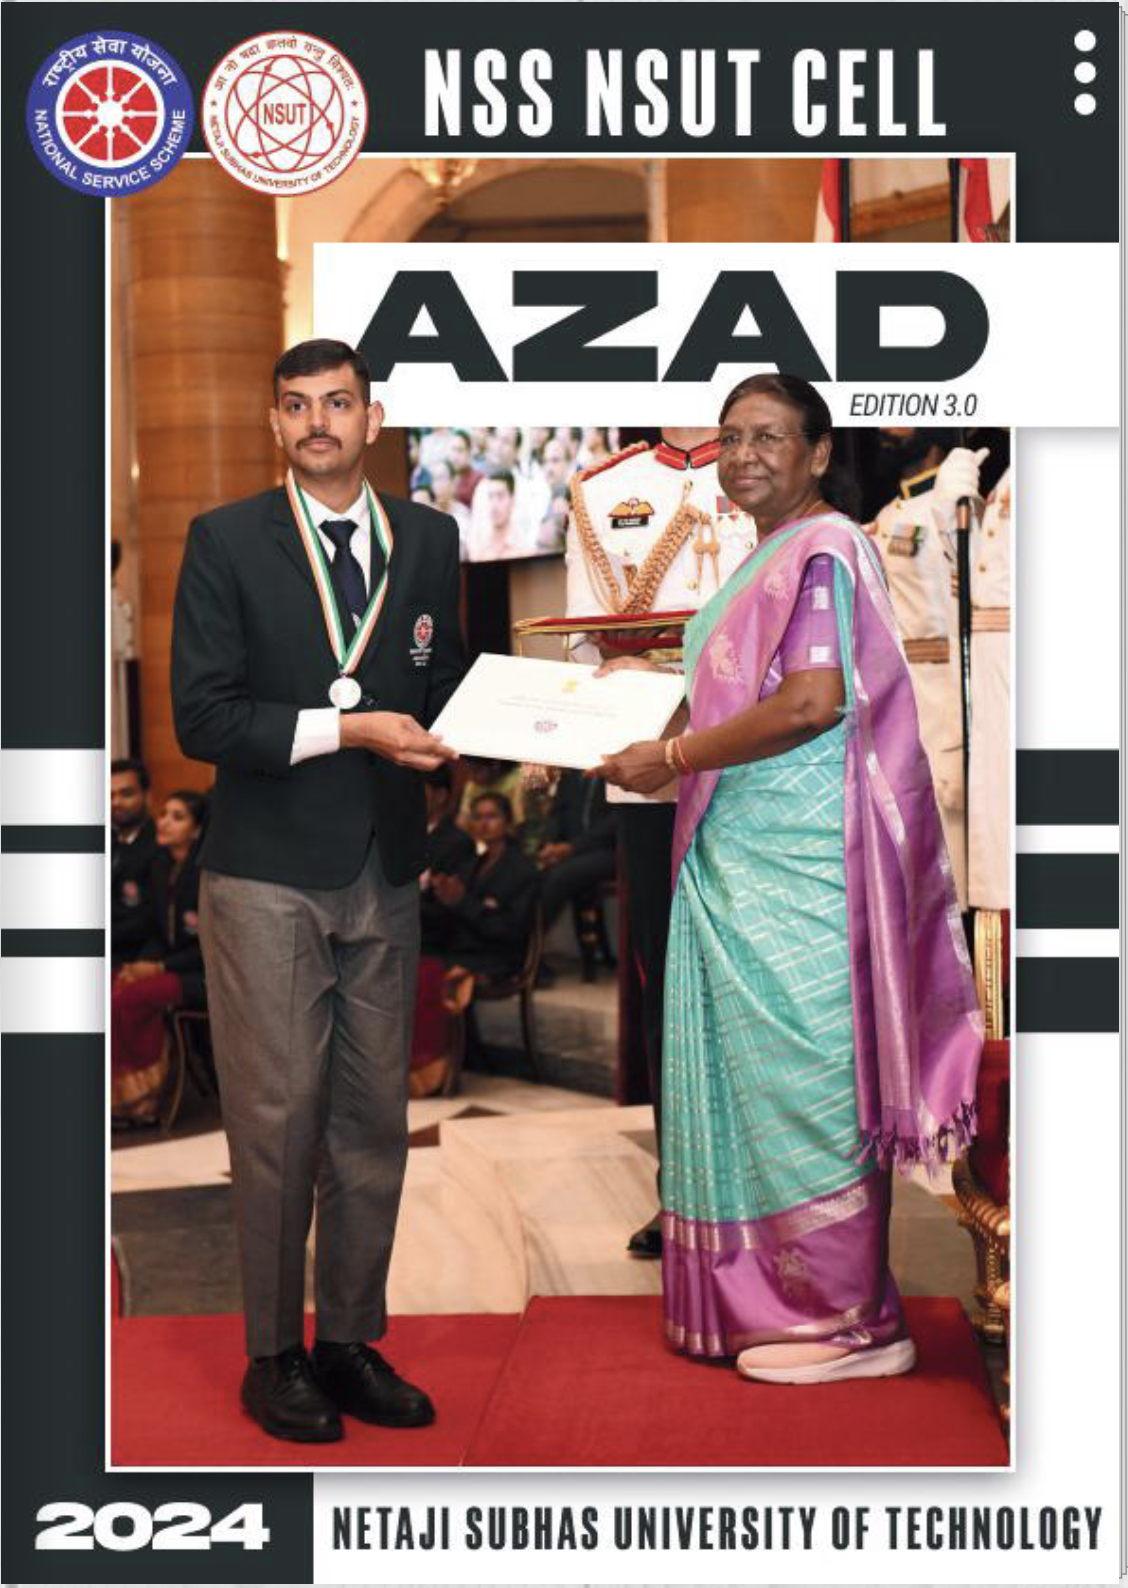 राष्ट्रीय सेवा योजना
NATIONAL SERVICE SCHEME
आ नो भद्राः क्रतवो यन्तु विश्वतः
NSUT
NETAJI SUBHAS UNIVERSITY OF TECHNOLOGY
NSS NSUT CELL
AZAD
EDITION 3.0
2024
NETAJI SUBHAS UNIVERSITY OF TECHNOLOGY